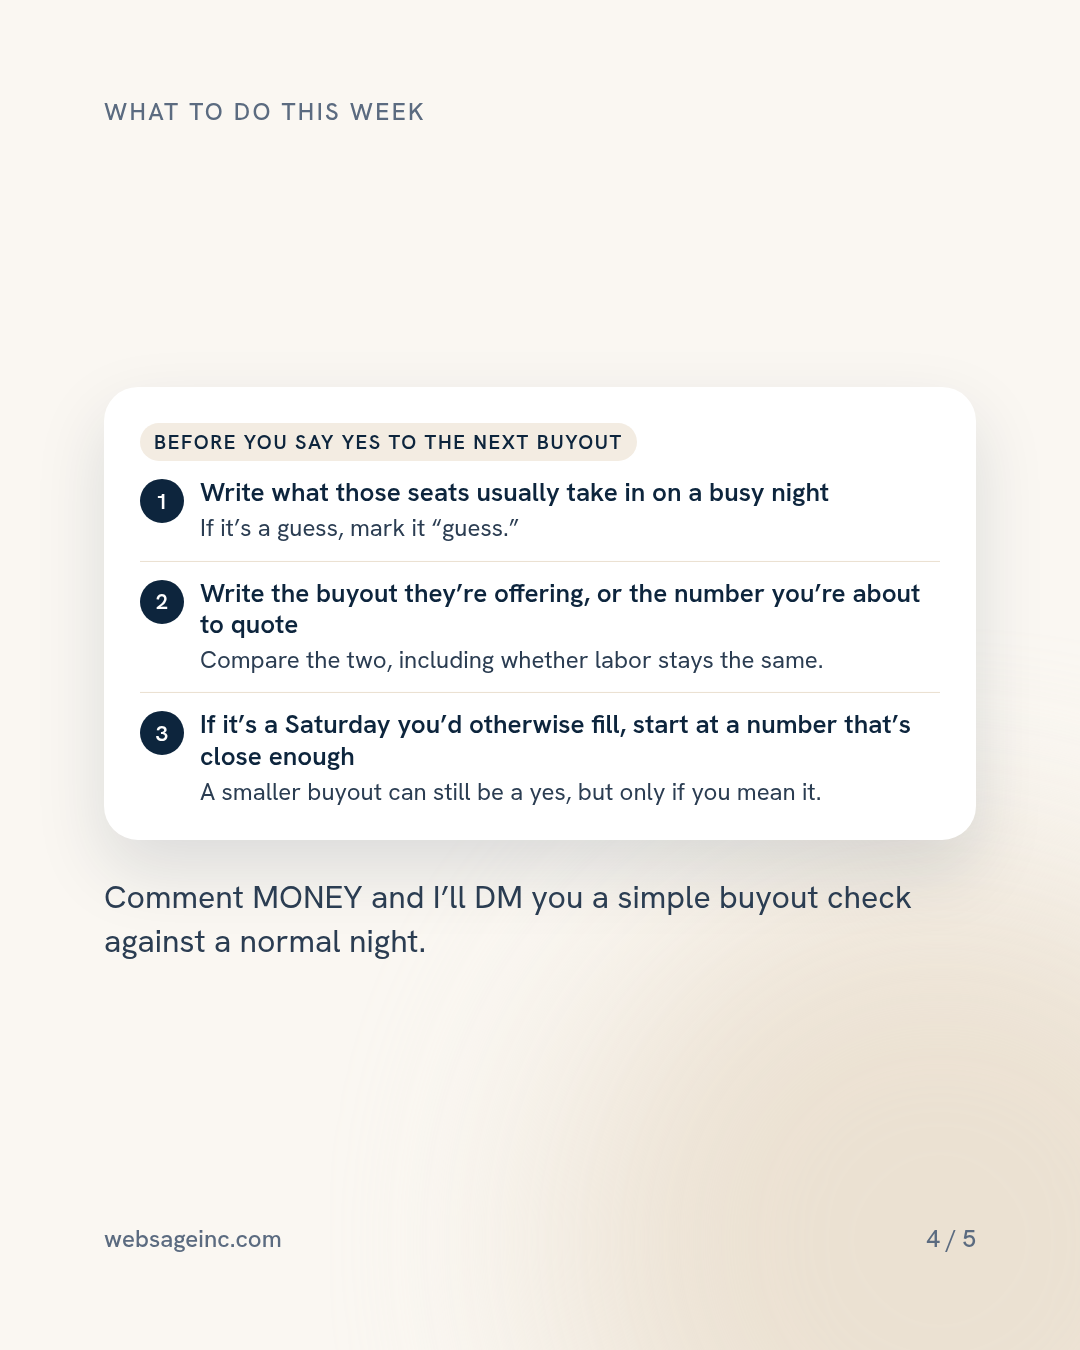 WHAT TO DO THIS WEEK
BEFORE YOU SAY YES TO THE NEXT BUYOUT
1 Write what those seats usually take in on a busy night
If it’s a guess, mark it “guess.”
2 Write the buyout they’re offering, or the number you’re about
to quote
Compare the two, including whether labor stays the same.
3 If it’s a Saturday you’d otherwise fill, start at a number that’s
close enough
A smaller buyout can still be a yes, but only if you mean it.
Comment MONEY and I’ll DM you a simple buyout check
against a normal night.
websageinc.com
4 / 5